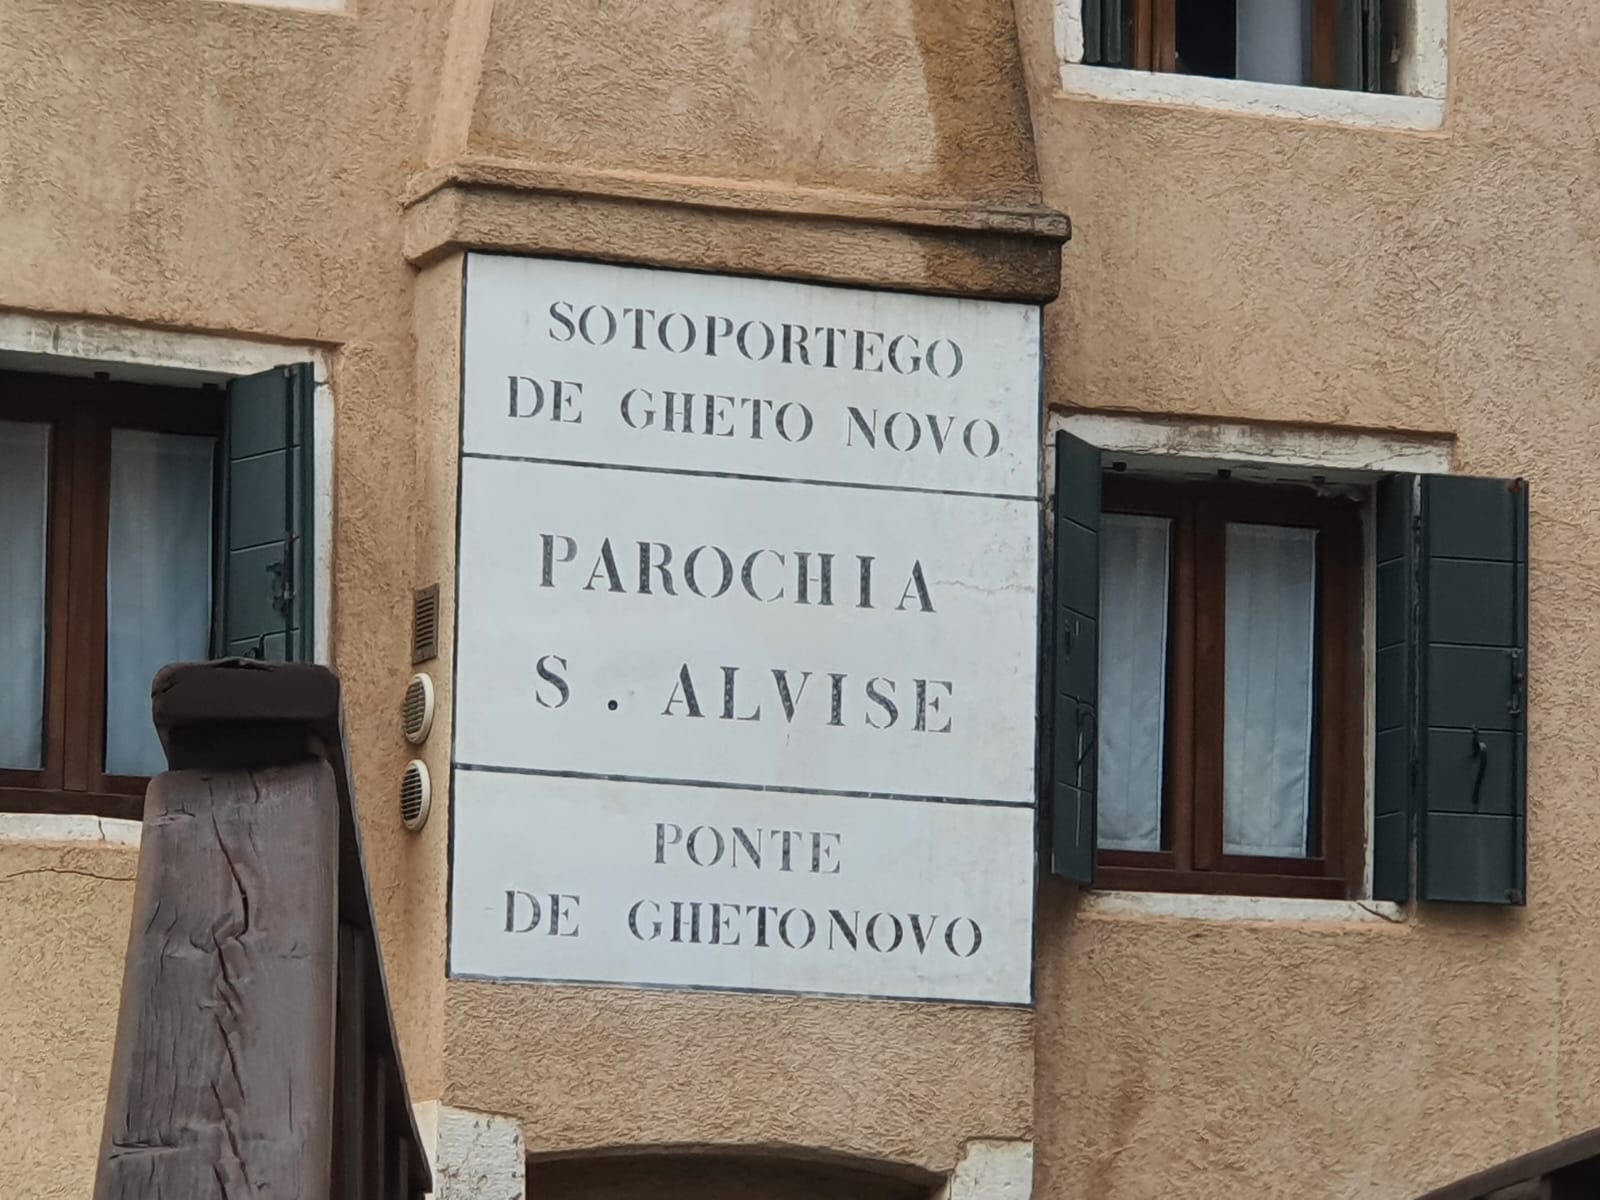 SOTOPORTEGO
DE GHETO NOVO
PAROCHIA
S. ALVISE
PONTE
DE GHETONOVO